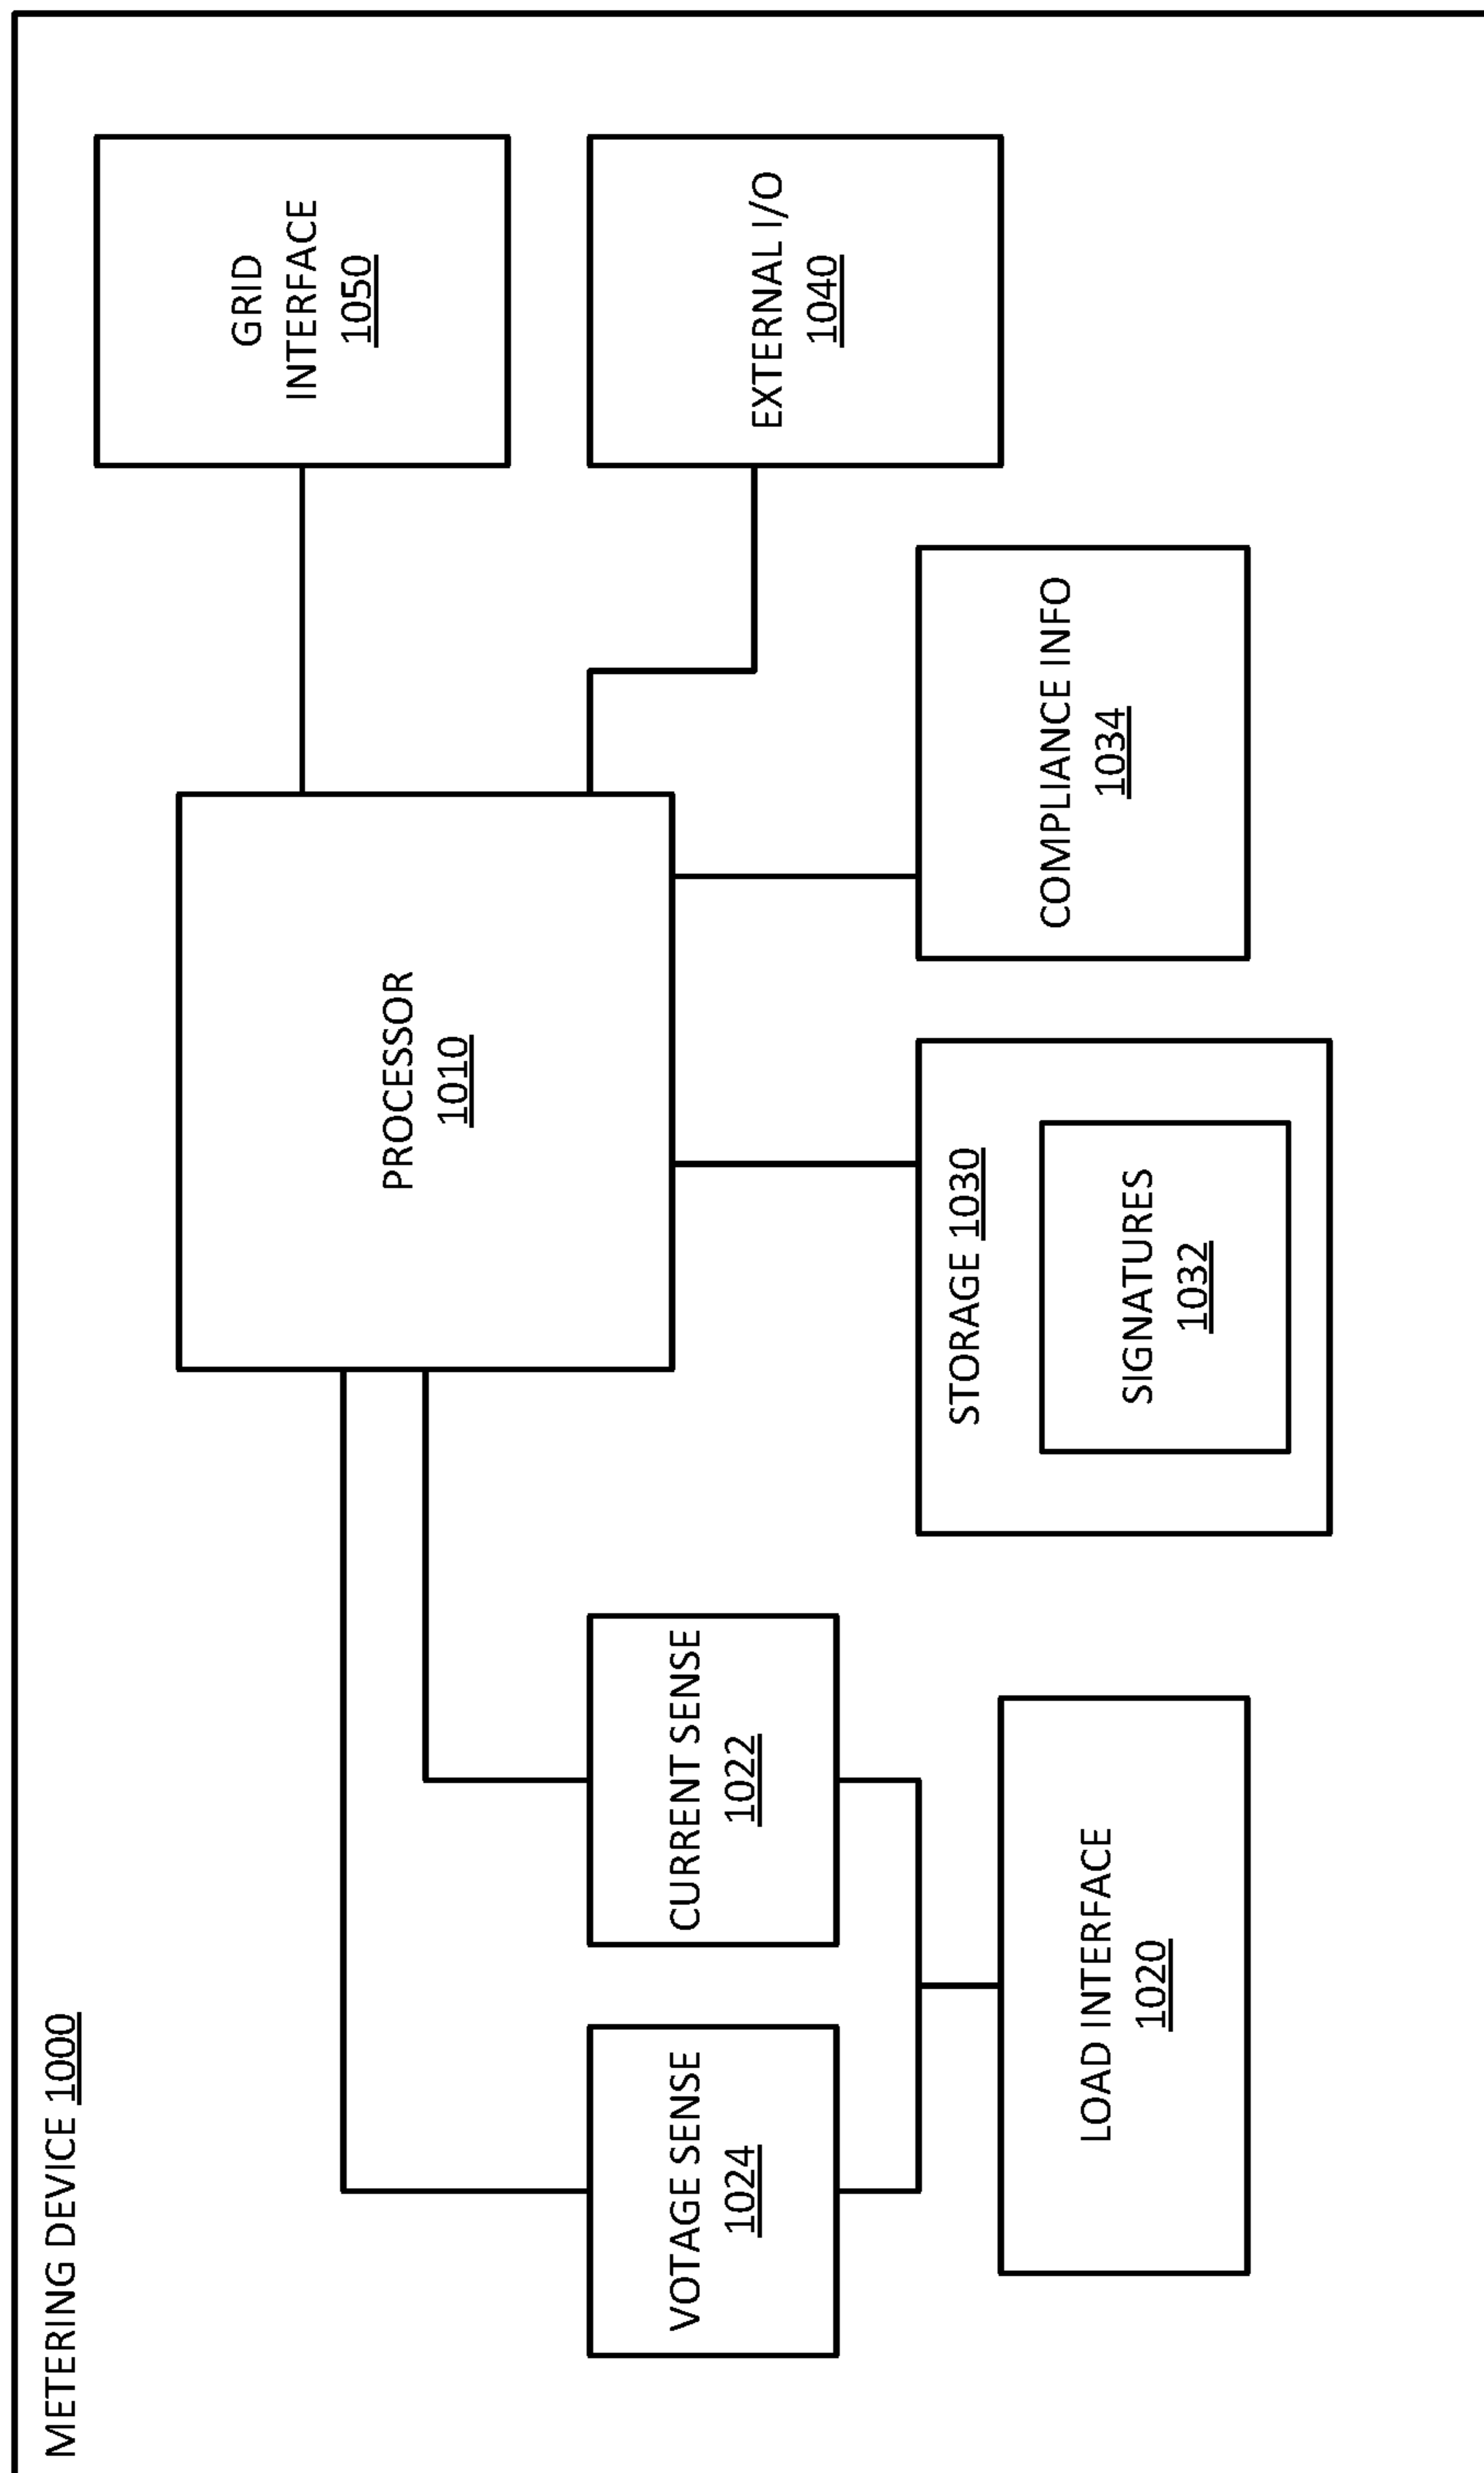 METERING DEVICE 1000
PROCESSOR
1010
GRID
INTERFACE
1050
VOTAGE SENSE
1024
CURRENT SENSE
1022
EXTERNAL I/O
1040
STORAGE 1030
SIGNATURES
1032
COMPLIANCE INFO
1034
LOAD INTERFACE
1020